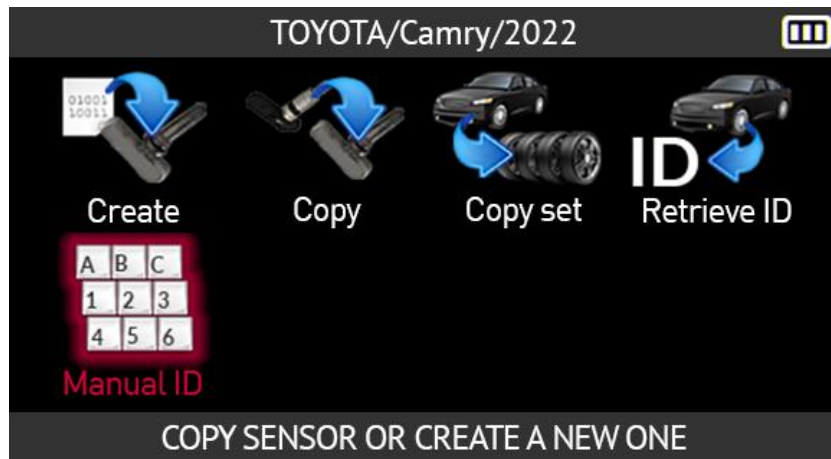 TOYOTA/Camry/2022
01001
10011
ID
Create
Copy
Copy set
Retrieve ID
A B C
1 2 3
4 5 6
Manual ID
COPY SENSOR OR CREATE A NEW ONE